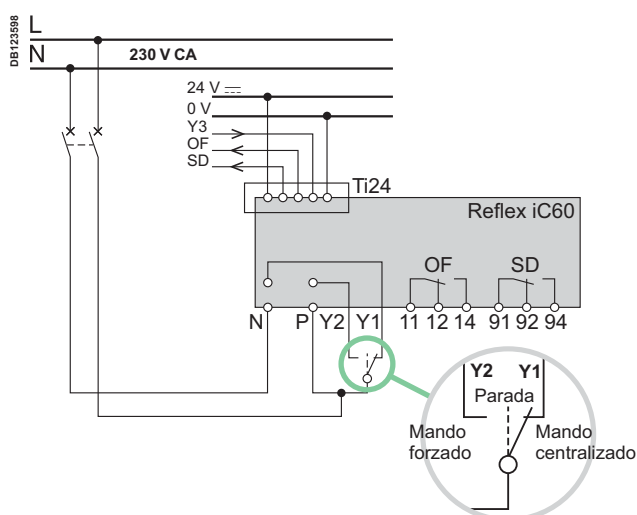 DB123598
L
N
230 V CA
24 V
0 V
Y3
OF
SD
Ti24
Reflex iC60
OF
SD
N P Y2 Y1 11 12 14 91 92 94
Y2 Y1
Parada
Mando forzado
Mando centralizado